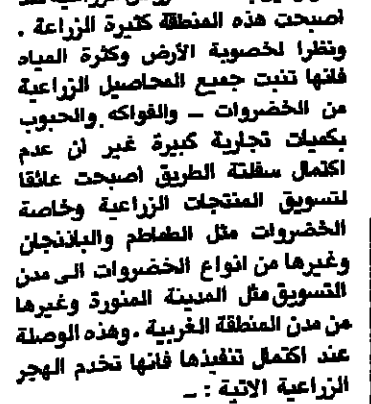 اصبحت هذه المنطقة كثيرة الزراعة .
ونظرا لخصوبة الأرض وكثرة المياه
فانها تنبت جميع المحاصيل الزراعية
من الخضروات ــ والفواكه والحبوب
بكميات تجارية كبيرة غير ان عدم
اكتمال سفلتة الطريق اصبحت عائقا
لتسويق المنتجات الزراعية وخاصة
الخضروات مثل الطماطم والباننجان
وغيرها من انواع الخضروات الى مدن
التسويق مثل المدينة المنورة وغيرها
من مدن المنطقة الغربية . وهذه الوصلة
عند اكتمال تنفيذها فانها تخدم الهجر
الزراعية الاتية : ــ